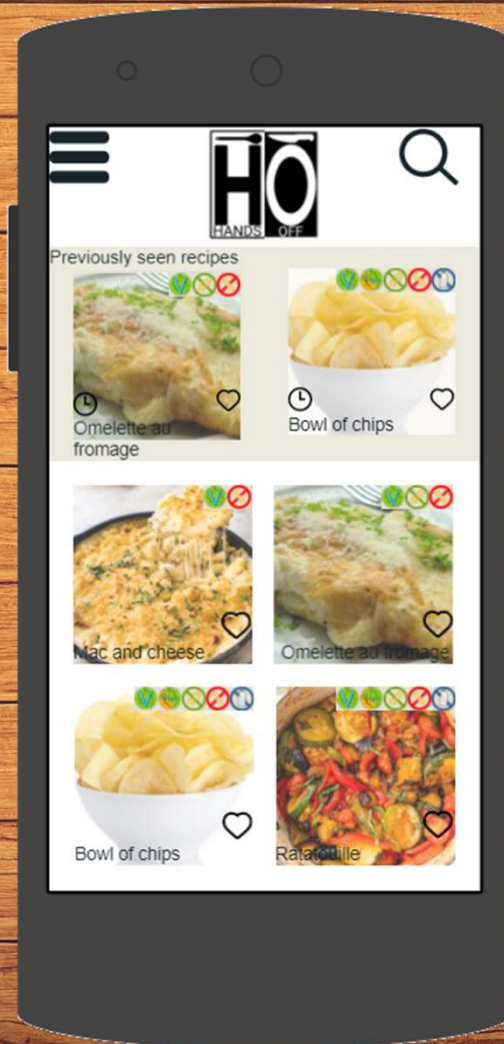 HO
HANDS OFF
Previously seen recipes
Omelette au
fromage
Bowl of chips
Mac and cheese
Omelette au fromage
Bowl of chips
Ratatouille